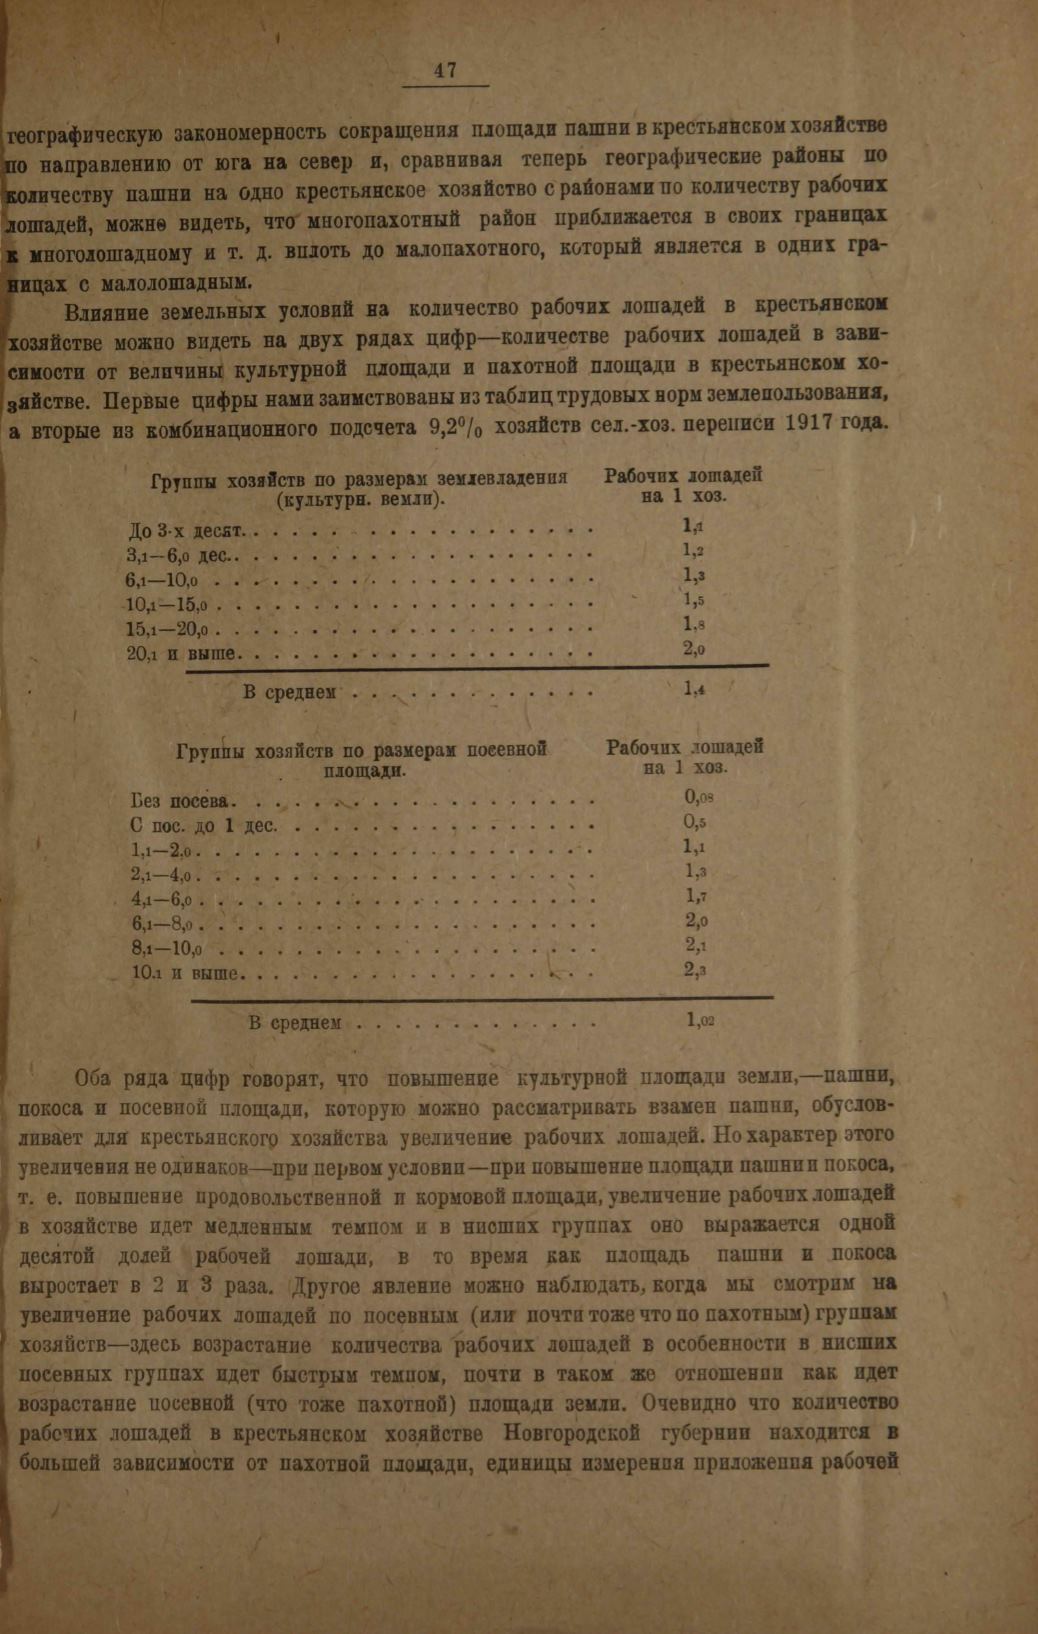 47
географическую закономерность сокращения площади пашни в крестьянском хозяйстве
по направлению от юга на север и, сравнивая теперь географические районы по
количеству пашни на одно крестьянское хозяйство с районами по количеству рабочих
лошадей, можно видеть, что многопахотный район приближается в своих границах
к многолошадному и т. д. вплоть до малопахотного, который является в одних гра-
ницах с малолошадным.
Влияние земельных условий на количество рабочих лошадей в крестьянском
хозяйстве можно видеть на двух рядах цифр—количестве рабочих лошадей в зави-
симости от величины культурной площади и пахотной площади в крестьянском хо-
зяйстве. Первые цифры нами заимствованы из таблиц трудовых норм землепользования,
а вторые из комбинационного подсчета 9,2% хозяйств сел.-хоз. переписи 1917 года.
Группы хозяйств по размерам землевладения Рабочих лошадей
(культурн. земли). на 1 хоз.
До 3-х десят. . . . . . . . . . . . . . . . . . . 1,1
3,1—6,0 дес. . . . . . . . . . . . . . . . . . . . 1,2
6,1—10,0 . . . . . . . . . . . . . . . . . . . . 1,3
10,1—15,0 . . . . . . . . . . . . . . . . . . . . 1,5
15,1—20,0 . . . . . . . . . . . . . . . . . . . . 1,8
20,1 и выше. . . . . . . . . . . . . . . . . . . 2,0
В среднем . . . . . . . . . . . . . 1,4
Группы хозяйств по размерам посевной Рабочих лошадей
площади. на 1 хоз.
Без посева. . . . . . . . . . . . . . . . . . . 0,08
С пос. до 1 дес. . . . . . . . . . . . . . . . . 0,5
1,1—2,0 . . . . . . . . . . . . . . . . . . . . 1,1
2,1—4,0 . . . . . . . . . . . . . . . . . . . . 1,3
4,1—6,0 . . . . . . . . . . . . . . . . . . . . 1,7
6,1—8,0 . . . . . . . . . . . . . . . . . . . . 2,0
8,1—10,0 . . . . . . . . . . . . . . . . . . . 2,1
10,1 и выше. . . . . . . . . . . . . . . . . . . 2,3
В среднем . . . . . . . . . . . . . 1,02
Оба ряда цифр говорят, что повышение культурной площади земли,—пашни,
покоса и посевной площади, которую можно рассматривать взамен пашни, обуслов-
ливает для крестьянского хозяйства увеличение рабочих лошадей. Но характер этого
увеличения не одинаков—при первом условии—при повышение площади пашни и покоса,
т. е. повышение продовольственной и кормовой площади, увеличение рабочих лошадей
в хозяйстве идет медленным темпом и в нисших группах оно выражается одной
десятой долей рабочей лошади, в то время как площадь пашни и покоса
выростает в 2 и 3 раза. Другое явление можно наблюдать, когда мы смотрим на
увеличение рабочих лошадей по посевным (или почти тоже что по пахотным) группам
хозяйств—здесь возрастание количества рабочих лошадей в особенности в нисших
посевных группах идет быстрым темпом, почти в таком же отношении как идет
возрастание посевной (что тоже пахотной) площади земли. Очевидно что количество
рабочих лошадей в крестьянском хозяйстве Новгородской губернии находится в
большей зависимости от пахотной площади, единицы измерения приложения рабочей